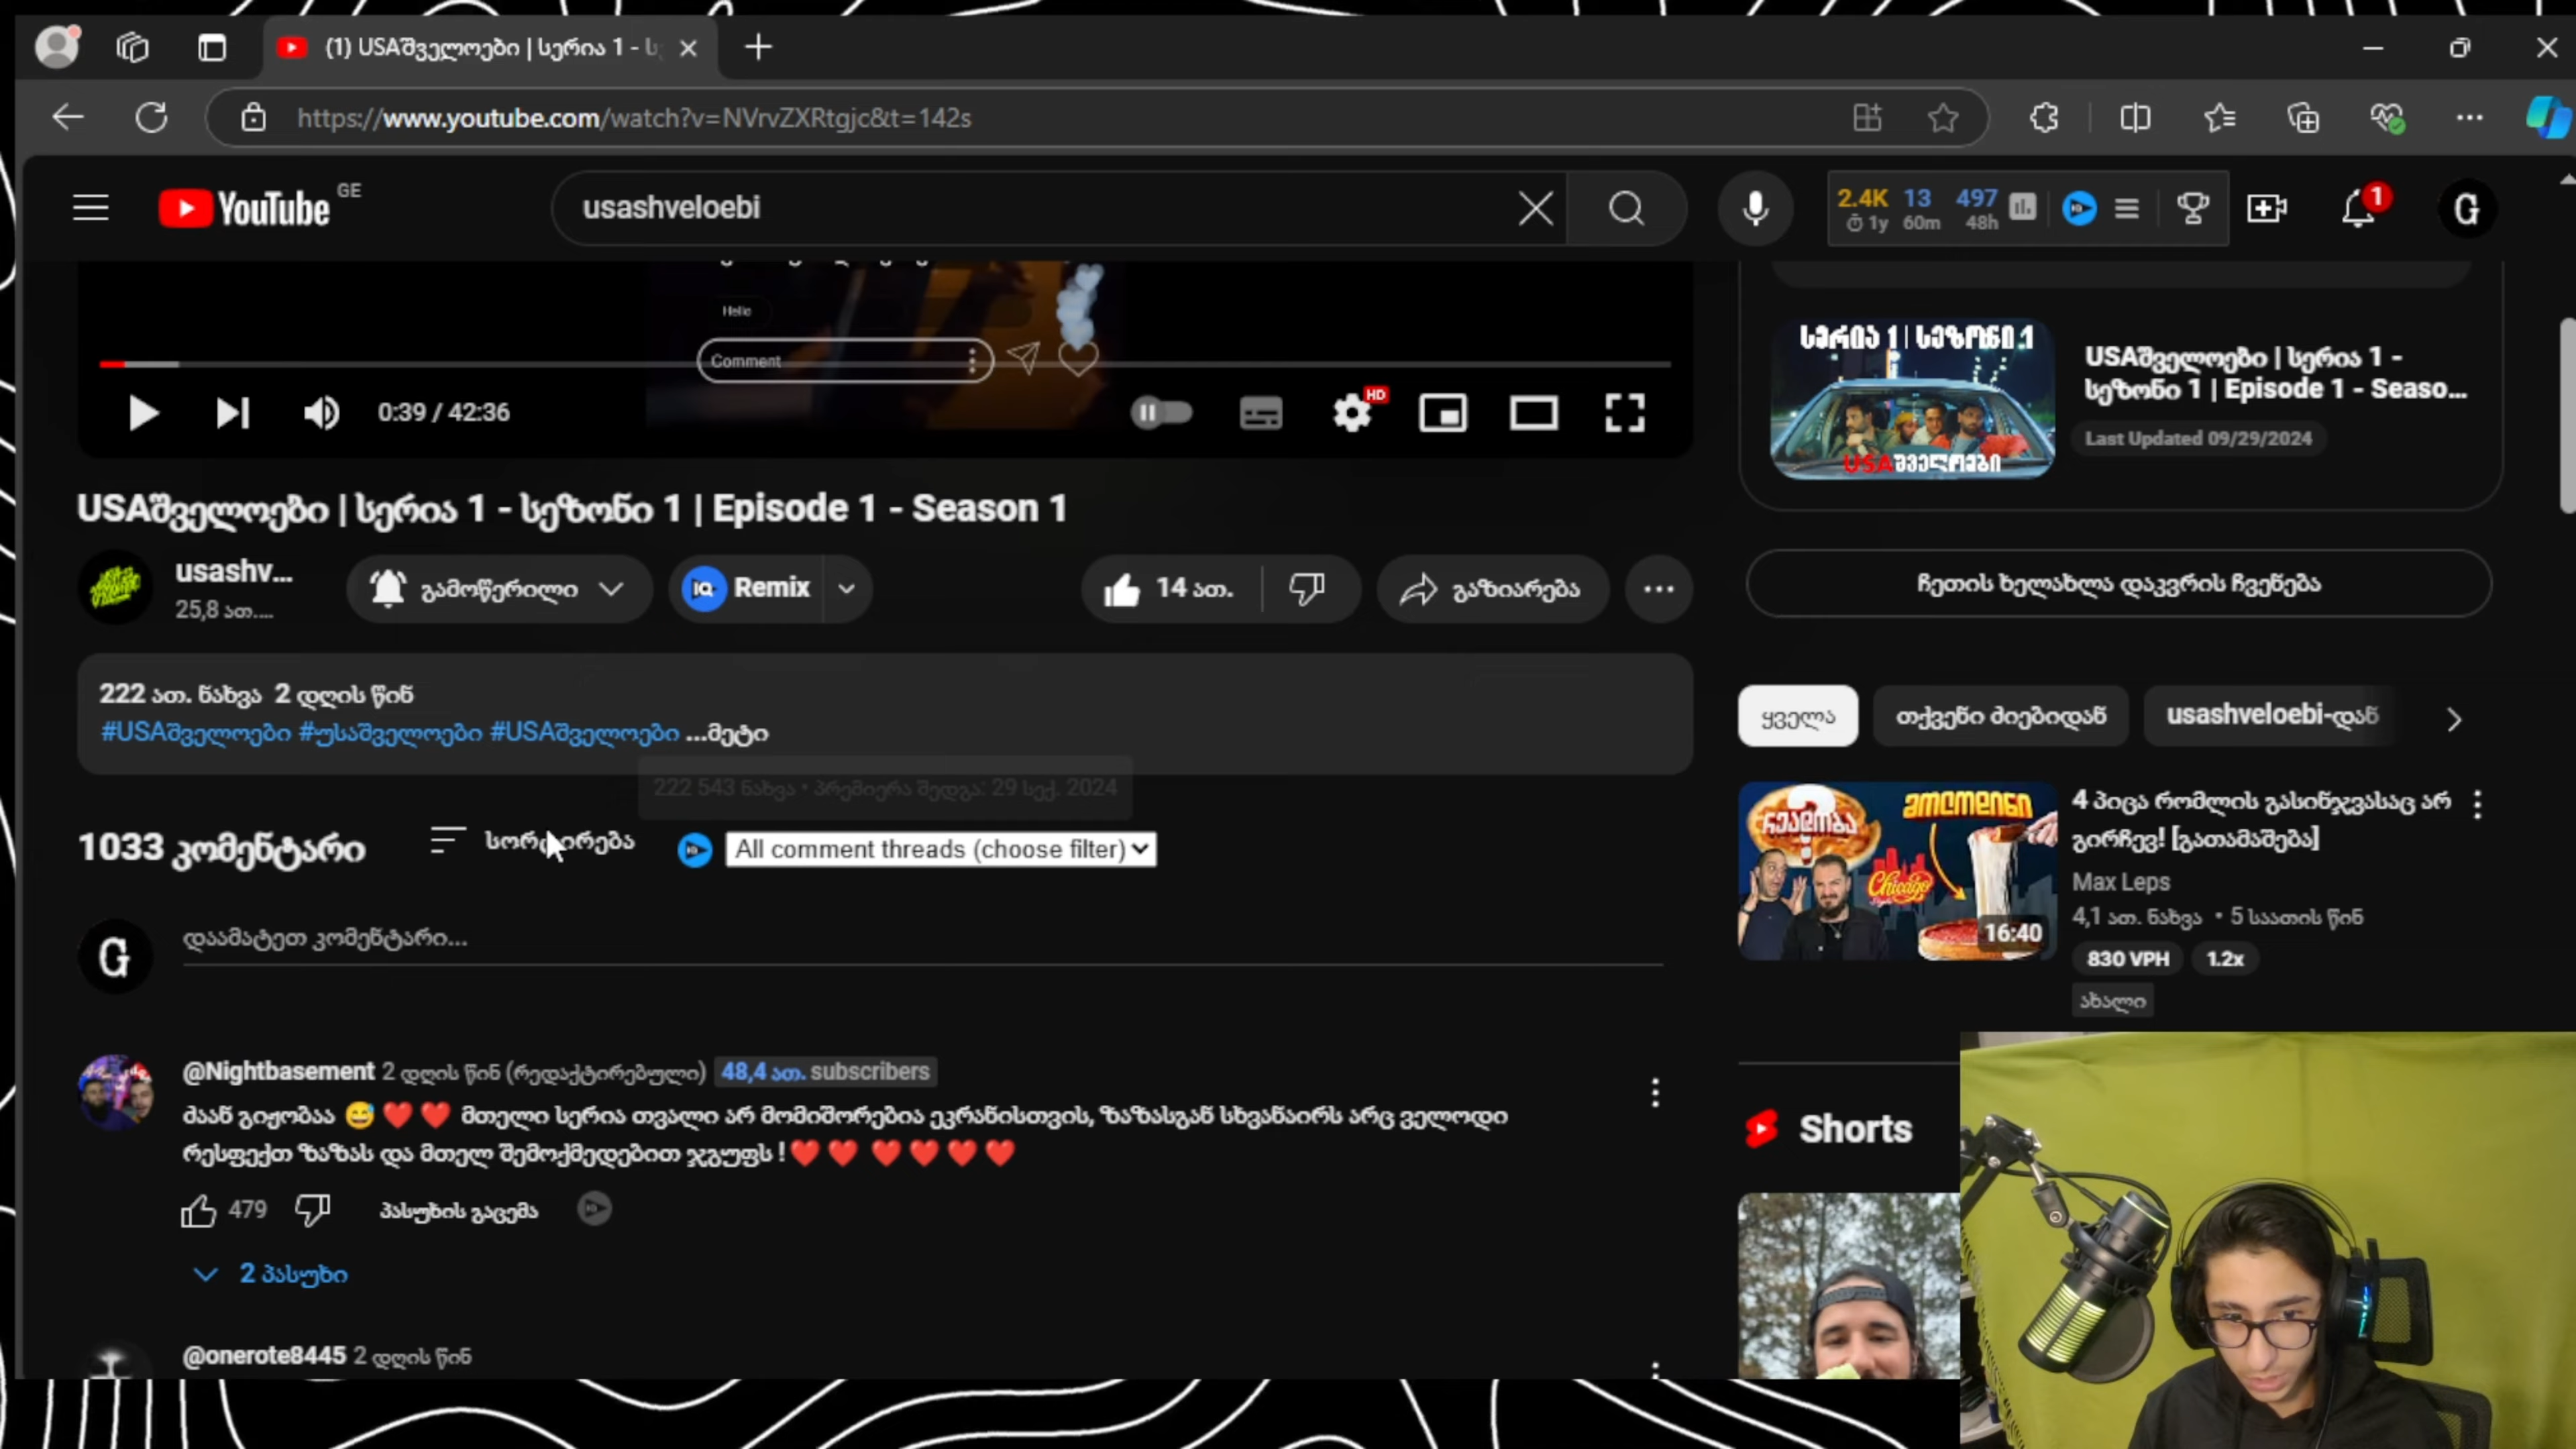 (1) USAშველოები | სერია 1 - ს
https://www.youtube.com/watch?v=NVrvZXRtgjc&t=142s
YouTube GE
usashveloebi
2.4K 13 497
1y 60m 48h
1
G
Hello
Comment
HD
0:39 / 42:36
სერია 1 | სეზონი 1
USAშველოები
USAშველოები | სერია 1 -
სეზონი 1 | Episode 1 - Seaso...
Last Updated 09/29/2024
USAშველოები | სერია 1 - სეზონი 1 | Episode 1 - Season 1
usashv...
25,8 ათ....
გამოწერილი
iQ Remix
14 ათ.
გაზიარება
ჩეთის ხელახლა დაკვრის ჩვენება
222 ათ. ნახვა 2 დღის წინ
#USAშველოები #უსაშველოები #USAშველოები ...მეტი
222 543 ნახვა • პრემიერა შედგა: 29 სექ. 2024
ყველა
თქვენი ძიებიდან
usashveloebi-დან
1033 კომენტარი
სორტირება
All comment threads (choose filter)
G
დაამატეთ კომენტარი...
რეალობა
მოლოდინი
Chicago
16:40
4 პიცა რომლის გასინჯვასაც არ
გირჩევ! [გათამაშება]
Max Leps
4,1 ათ. ნახვა • 5 საათის წინ
830 VPH 1.2x
ახალი
@Nightbasement 2 დღის წინ (რედაქტირებული) 48,4 ათ. subscribers
ძაან გიჟობაა 😅❤️❤️ მთელი სერია თვალი არ მომიშორებია ეკრანისთვის, ზაზასგან სხვანაირს არც ველოდი
რესფექთ ზაზას და მთელ შემოქმედებით ჯგუფს !❤️❤️ ❤️❤️❤️❤️
479
პასუხის გაცემა
2 პასუხი
@onerote8445 2 დღის წინ
Shorts